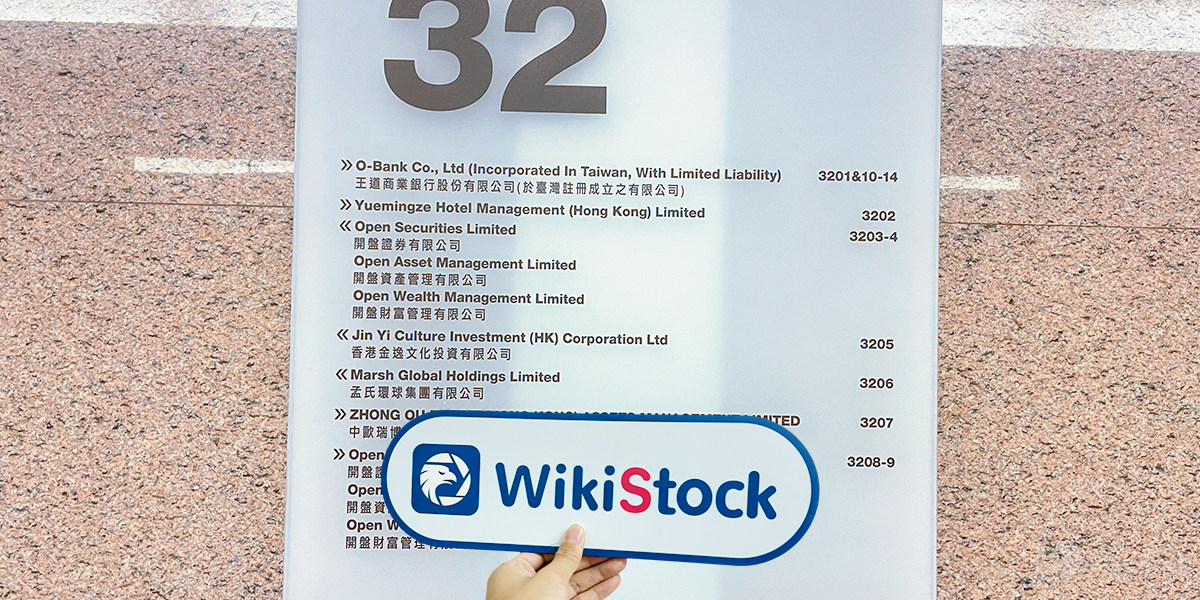 32
» O-Bank Co., Ltd (Incorporated In Taiwan, With Limited Liability) 3201&10-14
王道商業銀行股份有限公司(於臺灣註冊成立之有限公司)
» Yuemingze Hotel Management (Hong Kong) Limited 3202
« Open Securities Limited 3203-4
開盤證券有限公司
Open Asset Management Limited
開盤資產管理有限公司
Open Wealth Management Limited
開盤財富管理有限公司
« Jin Yi Culture Investment (HK) Corporation Ltd 3205
香港金逸文化投資有限公司
« Marsh Global Holdings Limited 3206
孟氏環球集團有限公司
» ZHONG LIMITED 3207
中歐瑞博
» Open 3208-9
開盤
Open
開盤資
Open
開盤財富管理有限
WikiStock